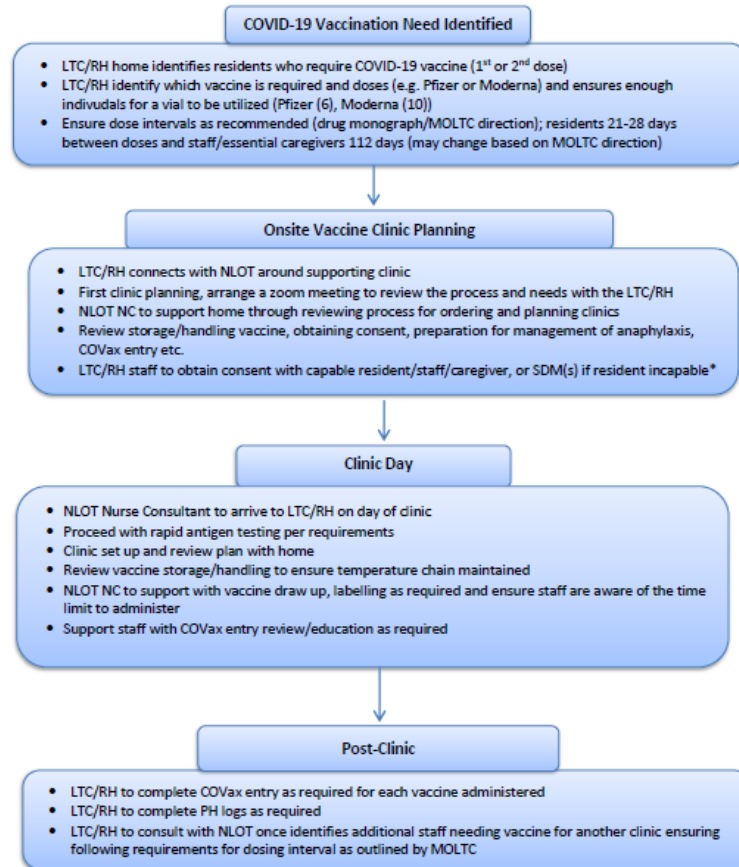 COVID-19 Vaccination Need Identified
• LTC/RH home identifies residents who require COVID-19 vaccine (1st or 2nd dose)
• LTC/RH identify which vaccine is required and doses (e.g. Pfizer or Moderna) and ensures enough
indivudals for a vial to be utilized (Pfizer (6), Moderna (10))
• Ensure dose intervals as recommended (drug monograph/MOLTC direction); residents 21-28 days
between doses and staff/essential caregivers 112 days (may change based on MOLTC direction)
Onsite Vaccine Clinic Planning
• LTC/RH connects with NLOT around supporting clinic
• First clinic planning, arrange a zoom meeting to review the process and needs with the LTC/RH
• NLOT NC to support home through reviewing process for ordering and planning clinics
• Review storage/handling vaccine, obtaining consent, preparation for management of anaphylaxis,
COVax entry etc.
• LTC/RH staff to obtain consent with capable resident/staff/caregiver, or SDM(s) if resident incapable*
Clinic Day
• NLOT Nurse Consultant to arrive to LTC/RH on day of clinic
• Proceed with rapid antigen testing per requirements
• Clinic set up and review plan with home
• Review vaccine storage/handling to ensure temperature chain maintained
• NLOT NC to support with vaccine draw up, labelling as required and ensure staff are aware of the time
limit to administer
• Support staff with COVax entry review/education as required
Post-Clinic
• LTC/RH to complete COVax entry as required for each vaccine administered
• LTC/RH to complete PH logs as required
• LTC/RH to consult with NLOT once identifies additional staff needing vaccine for another clinic ensuring
following requirements for dosing interval as outlined by MOLTC